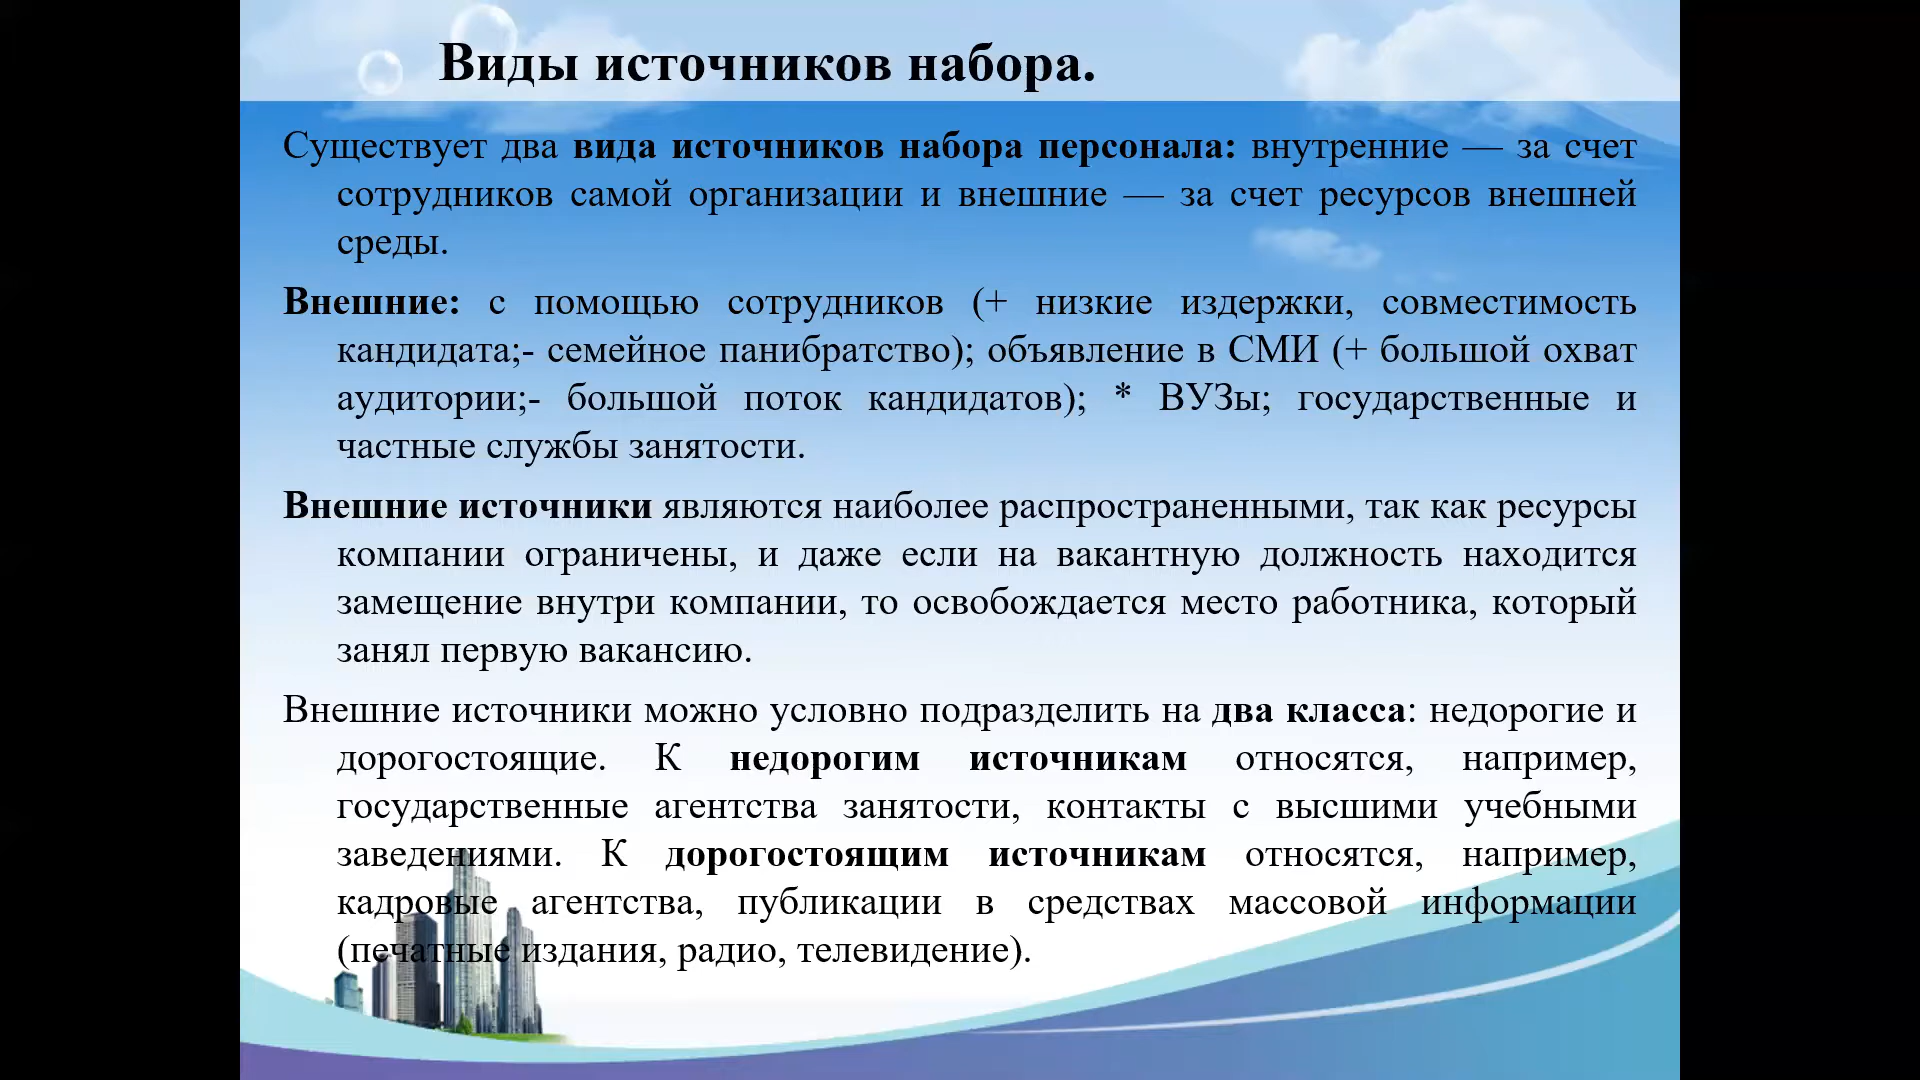 Виды источников набора.
Существует два вида источников набора персонала: внутренние — за счет
сотрудников самой организации и внешние — за счет ресурсов внешней
среды.
Внешние: с помощью сотрудников (+ низкие издержки, совместимость
кандидата;- семейное панибратство); объявление в СМИ (+ большой охват
аудитории;- большой поток кандидатов); * ВУЗы; государственные и
частные службы занятости.
Внешние источники являются наиболее распространенными, так как ресурсы
компании ограничены, и даже если на вакантную должность находится
замещение внутри компании, то освобождается место работника, который
занял первую вакансию.
Внешние источники можно условно подразделить на два класса: недорогие и
дорогостоящие. К недорогим источникам относятся, например,
государственные агентства занятости, контакты с высшими учебными
заведениями. К дорогостоящим источникам относятся, например,
кадровые агентства, публикации в средствах массовой информации
(печатные издания, радио, телевидение).